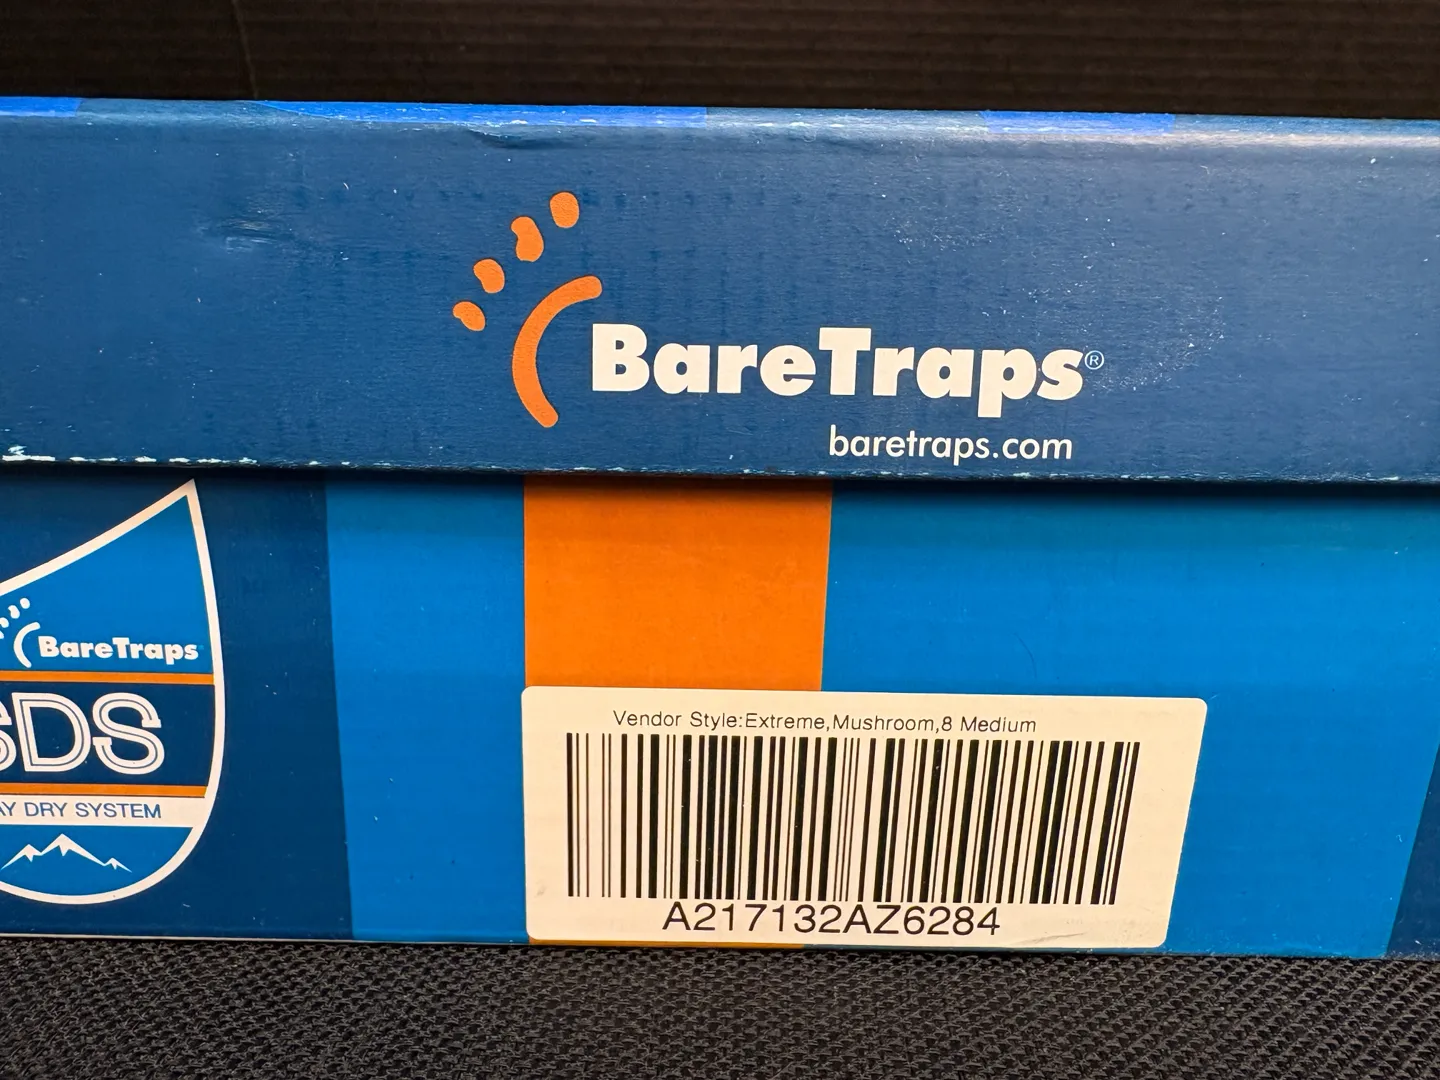 BareTraps®
baretraps.com
BareTraps
SDS
DRY SYSTEM
Vendor Style:Extreme,Mushroom,8 Medium
A217132AZ6284